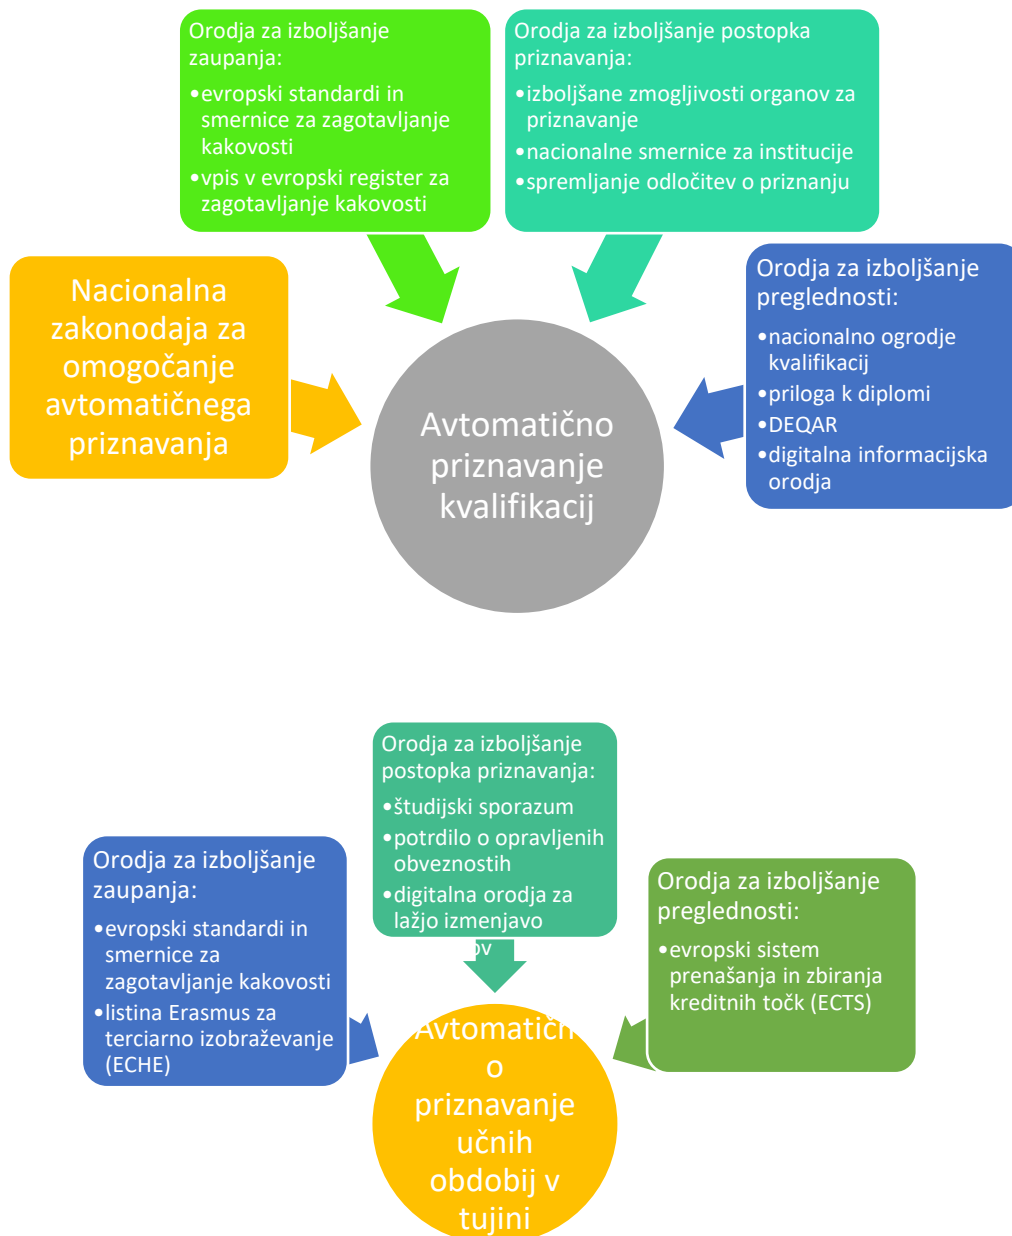 Orodja za izboljšanje
zaupanja:
•evropski standardi in
smernice za zagotavljanje
kakovosti
•vpis v evropski register za
zagotavljanje kakovosti
Orodja za izboljšanje postopka
priznavanja:
•izboljšane zmogljivosti organov za
priznavanje
•nacionalne smernice za institucije
•spremljanje odločitev o priznanju
Nacionalna
zakonodaja za
omogočanje
avtomatičnega
priznavanja
Orodja za izboljšanje
preglednosti:
•nacionalno ogrodje
kvalifikacij
•priloga k diplomi
•DEQAR
•digitalna informacijska
orodja
Avtomatično
priznavanje
kvalifikacij
Orodja za izboljšanje
postopka priznavanja:
•študijski sporazum
•potrdilo o opravljenih
obveznostih
•digitalna orodja za
lažjo izmenjavo
Orodja za izboljšanje
zaupanja:
•evropski standardi in
smernice za
zagotavljanje kakovosti
•listina Erasmus za
terciarno izobraževanje
(ECHE)
Orodja za izboljšanje
preglednosti:
•evropski sistem
prenašanja in zbiranja
kreditnih točk (ECTS)
Avtomatičn
o
priznavanje
učnih
obdobij v
tujini